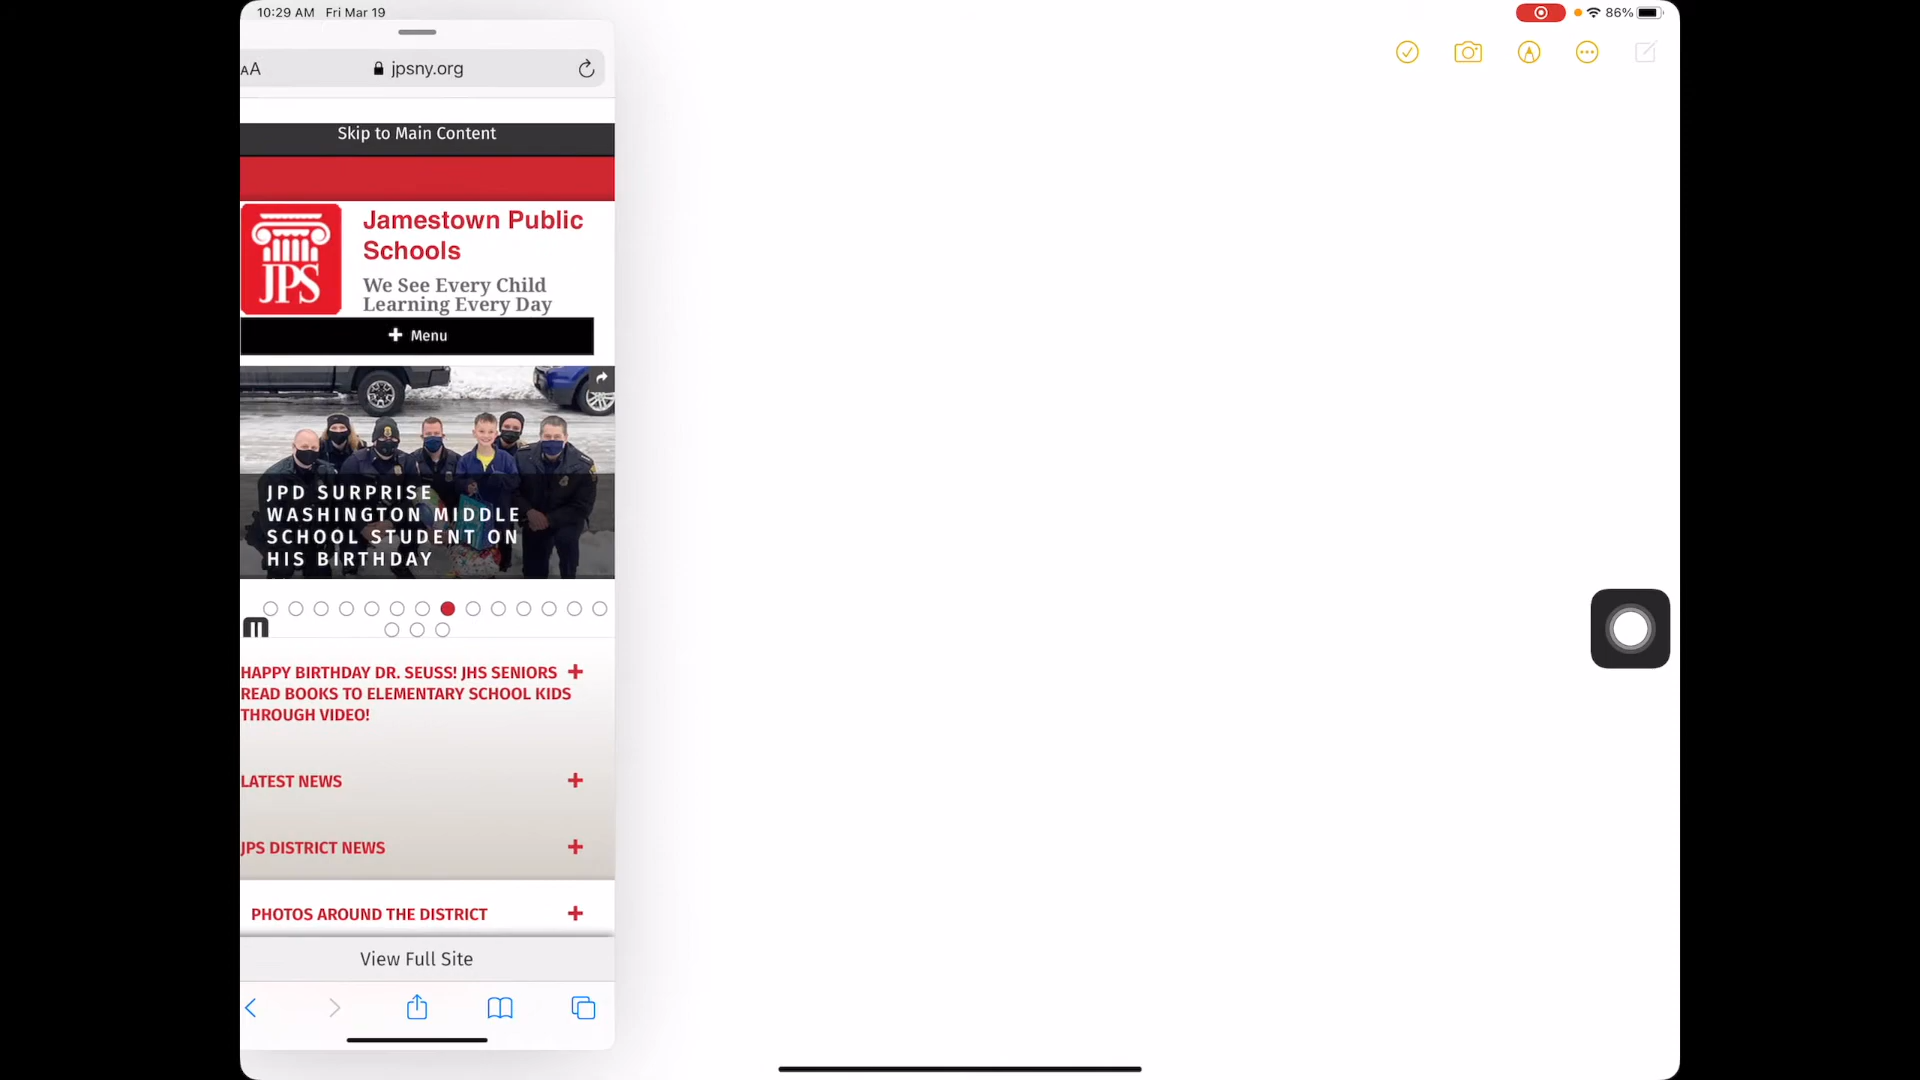 10:29 AM Fri Mar 19
86%
AA
jpsny.org
Skip to Main Content
JPS
Jamestown Public
Schools
We See Every Child
Learning Every Day
Menu
JPD SURPRISE
WASHINGTON MIDDLE
SCHOOL STUDENT ON
HIS BIRTHDAY
HAPPY BIRTHDAY DR. SEUSS! JHS SENIORS
READ BOOKS TO ELEMENTARY SCHOOL KIDS
THROUGH VIDEO!
LATEST NEWS
JPS DISTRICT NEWS
PHOTOS AROUND THE DISTRICT
View Full Site